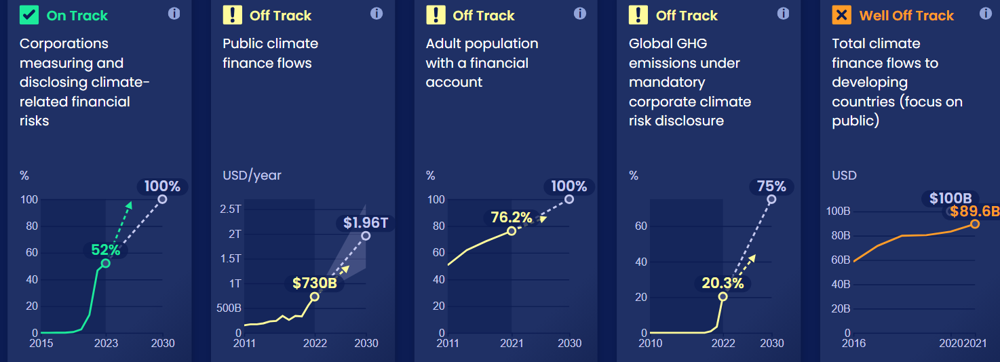 On Track
Corporations
measuring and
disclosing climate-
related financial
risks
%
100%
100
80
60
52%
40
20
0
2015
2023
2030
Off Track
Public climate
finance flows
USD/year
2.5T
$1.96T
2T
1.5T
1T
$730B
500B
0
2011
2022
2030
Off Track
Adult population
with a financial
account
%
100%
100
76.2%
80
60
40
20
0
2011
2021
2030
Off Track
Global GHG
emissions under
mandatory
corporate climate
risk disclosure
%
75%
60
40
20.3%
20
0
2010
2022
2030
Well Off Track
Total climate
finance flows to
developing
countries (focus on
public)
USD
$100B
100B
$89.6B
80B
60B
40B
20B
0
2016
2020
2021